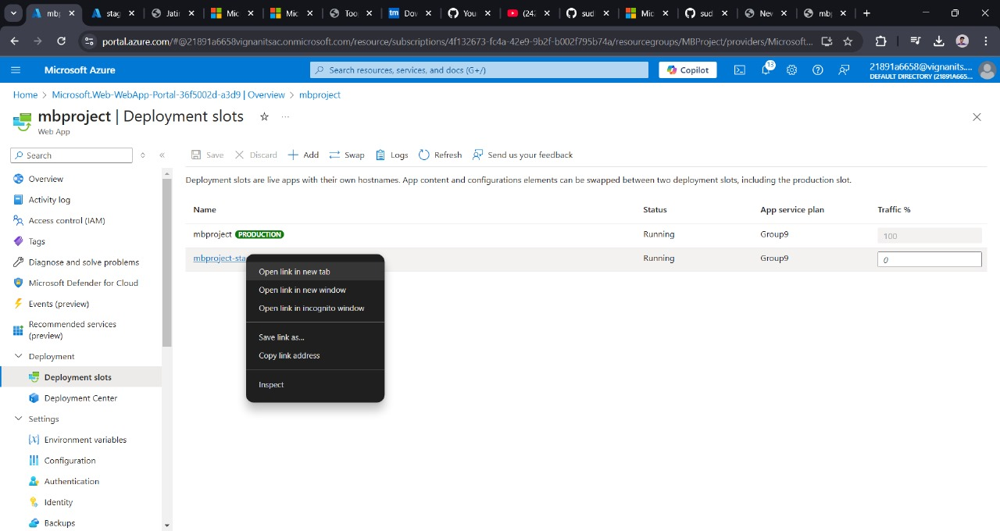 mbp
stag
Jatir
Mic
Mic
Too
Dov
You
(24
sud
Mic
sud
Nev
mb
portal.azure.com/#@21891a6658vignanitsac.onmicrosoft.com/resource/subscriptions/4f132673-fc4a-42e9-9b2f-b002f795b74a/resourcegroups/MBProject/providers/Microsoft...
Microsoft Azure
Search resources, services, and docs (G+/)
Copilot
13
21891a6658@vignanits....
DEFAULT DIRECTORY (21891A665...
Home > Microsoft.Web-WebApp-Portal-36f5002d-a3d9 | Overview > mbproject
mbproject | Deployment slots
Web App
Search
Save Discard Add Swap Logs Refresh Send us your feedback
Overview
Activity log
Access control (IAM)
Tags
Diagnose and solve problems
Microsoft Defender for Cloud
Events (preview)
Recommended services
(preview)
Deployment
Deployment slots
Deployment Center
Settings
Environment variables
Configuration
Authentication
Identity
Backups
Deployment slots are live apps with their own hostnames. App content and configurations elements can be swapped between two deployment slots, including the production slot.
Name Status App service plan Traffic %
mbproject PRODUCTION Running Group9 100
mbproject-sta Running Group9 0
Open link in new tab
Open link in new window
Open link in incognito window
Save link as...
Copy link address
Inspect